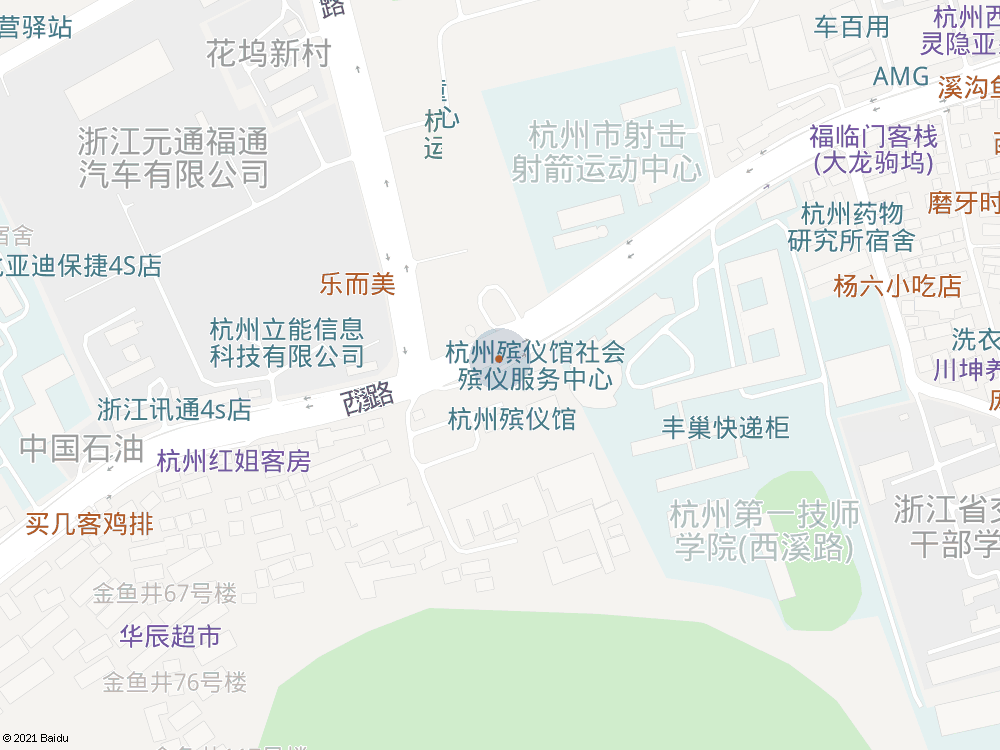 营驿站
路
花坞新村
车百用
杭州西
灵隐亚
AMG
溪沟鱼
杭
运
心
浙江元通福通
汽车有限公司
杭州市射击
射箭运动中心
福临门客栈
(大龙驹坞)
磨牙时
杭州药物
研究所宿舍
宿舍
亚迪保捷4S店
乐而美
杨六小吃店
杭州立能信息
科技有限公司
杭州殡仪馆社会
殡仪服务中心
洗衣
川坤养
西溪路
浙江讯通4s店
杭州殡仪馆
丰巢快递柜
中国石油
杭州红姐客房
买几客鸡排
杭州第一技师
学院(西溪路)
浙江省交
干部学
金鱼井67号楼
华辰超市
金鱼井76号楼
© 2021 Baidu